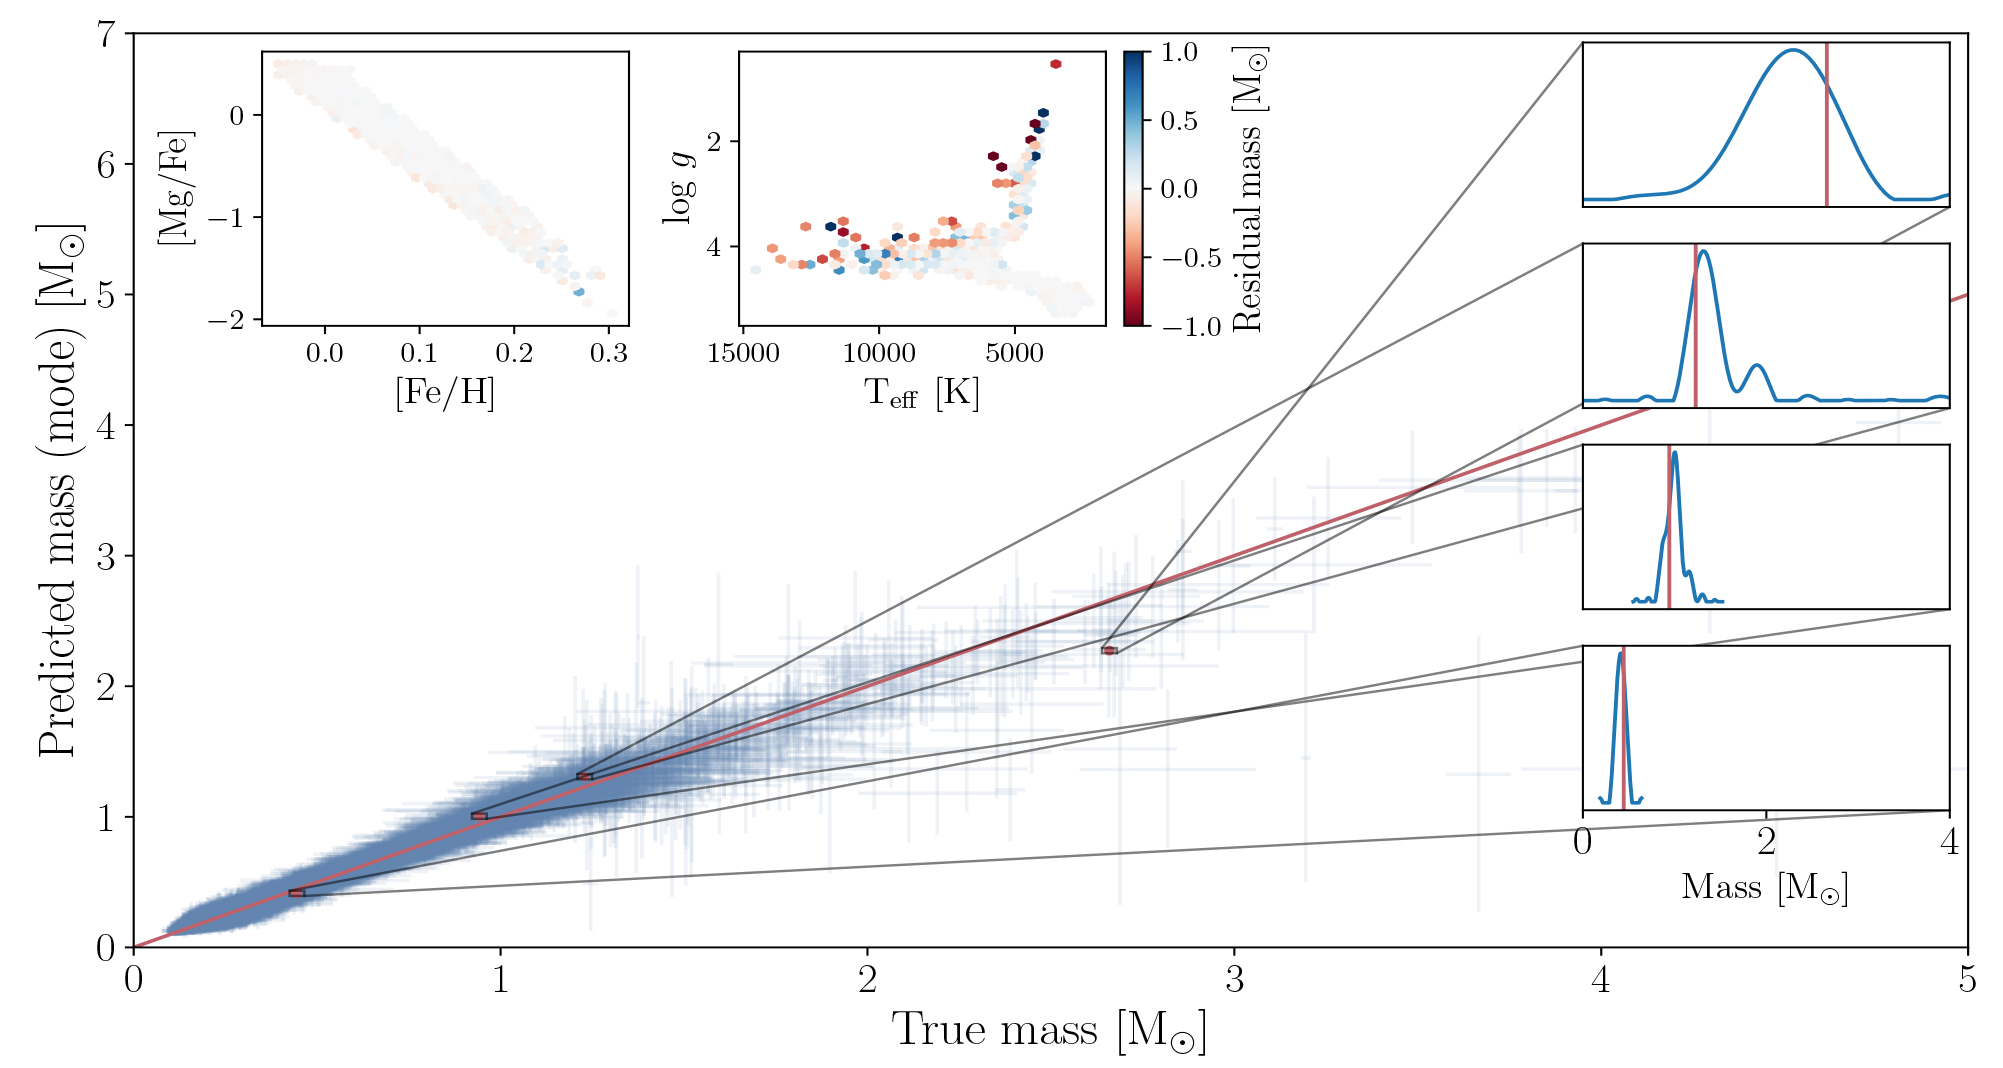 Predicted mass (mode) [M⊙]
7
6
5
4
3
2
1
0
0 1 2 3 4 5
True mass [M⊙]
[Mg/Fe]
0
−1
−2
0.0 0.1 0.2 0.3
[Fe/H]
log g
2
4
15000 10000 5000
Teff [K]
1.0
0.5
0.0
−0.5
−1.0
Residual mass [M⊙]
0 2 4
Mass [M⊙]